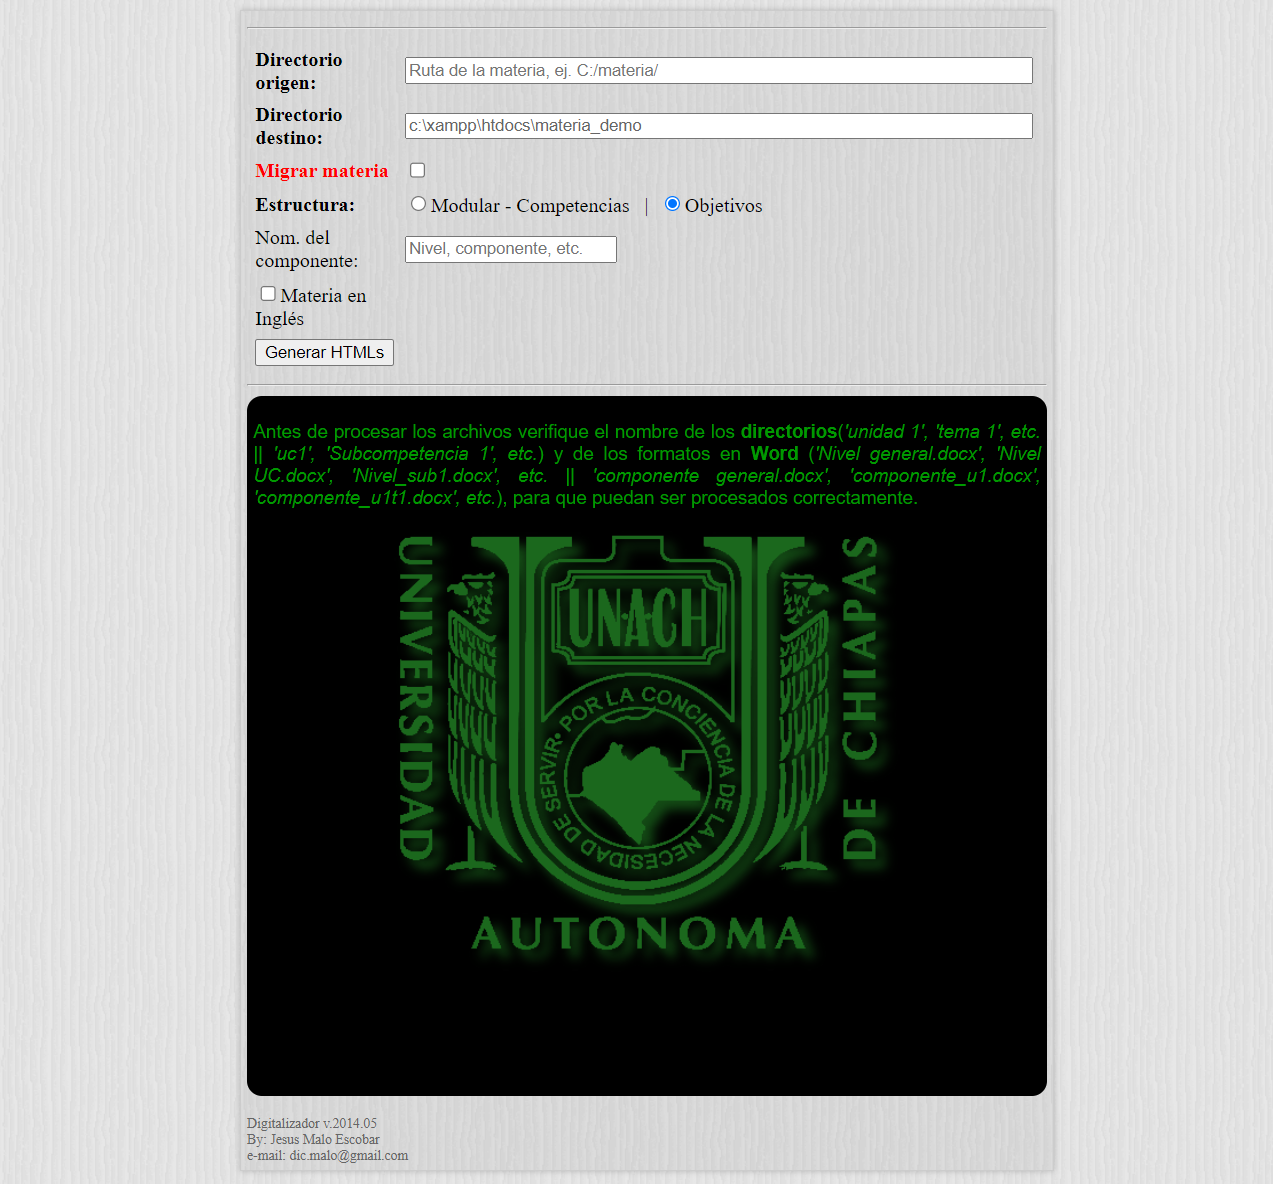 Directorio
origen:
Ruta de la materia, ej. C:/materia/
Directorio
destino:
c:\xampp\htdocs\materia_demo
Migrar materia
Estructura:
Modular - Competencias | Objetivos
Nom. del
componente:
Nivel, componente, etc.
Materia en
Inglés
Generar HTMLs
Antes de procesar los archivos verifique el nombre de los directorios('unidad 1', 'tema 1', etc.
|| 'uc1', 'Subcompetencia 1', etc.) y de los formatos en Word ('Nivel general.docx', 'Nivel
UC.docx', 'Nivel_sub1.docx', etc. || 'componente general.docx', 'componente_u1.docx',
'componente_u1t1.docx', etc.), para que puedan ser procesados correctamente.
UNIVERSIDAD
UN·A·CH
• POR LA CONCIENCIA DE LA NECESIDAD DE SERVIR
DE CHIAPAS
AUTONOMA
Digitalizador v.2014.05
By: Jesus Malo Escobar
e-mail: dic.malo@gmail.com